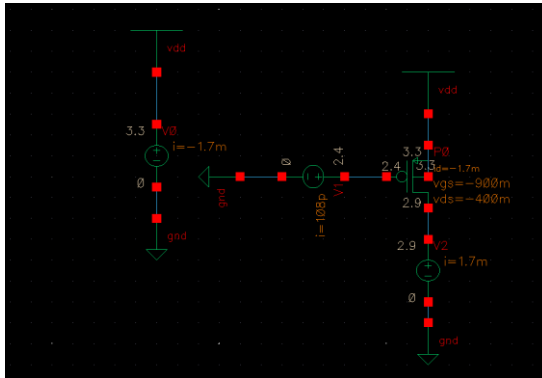 vdd
vdd
3.3 V0
i=-1.7m
0
gnd
gnd
0
i=108p
2.4
V1
2.4
3.3 P0
3.3
id=-1.7m
vgs=-900m
vds=-400m
2.9
2.9 V2
i=1.7m
0
gnd